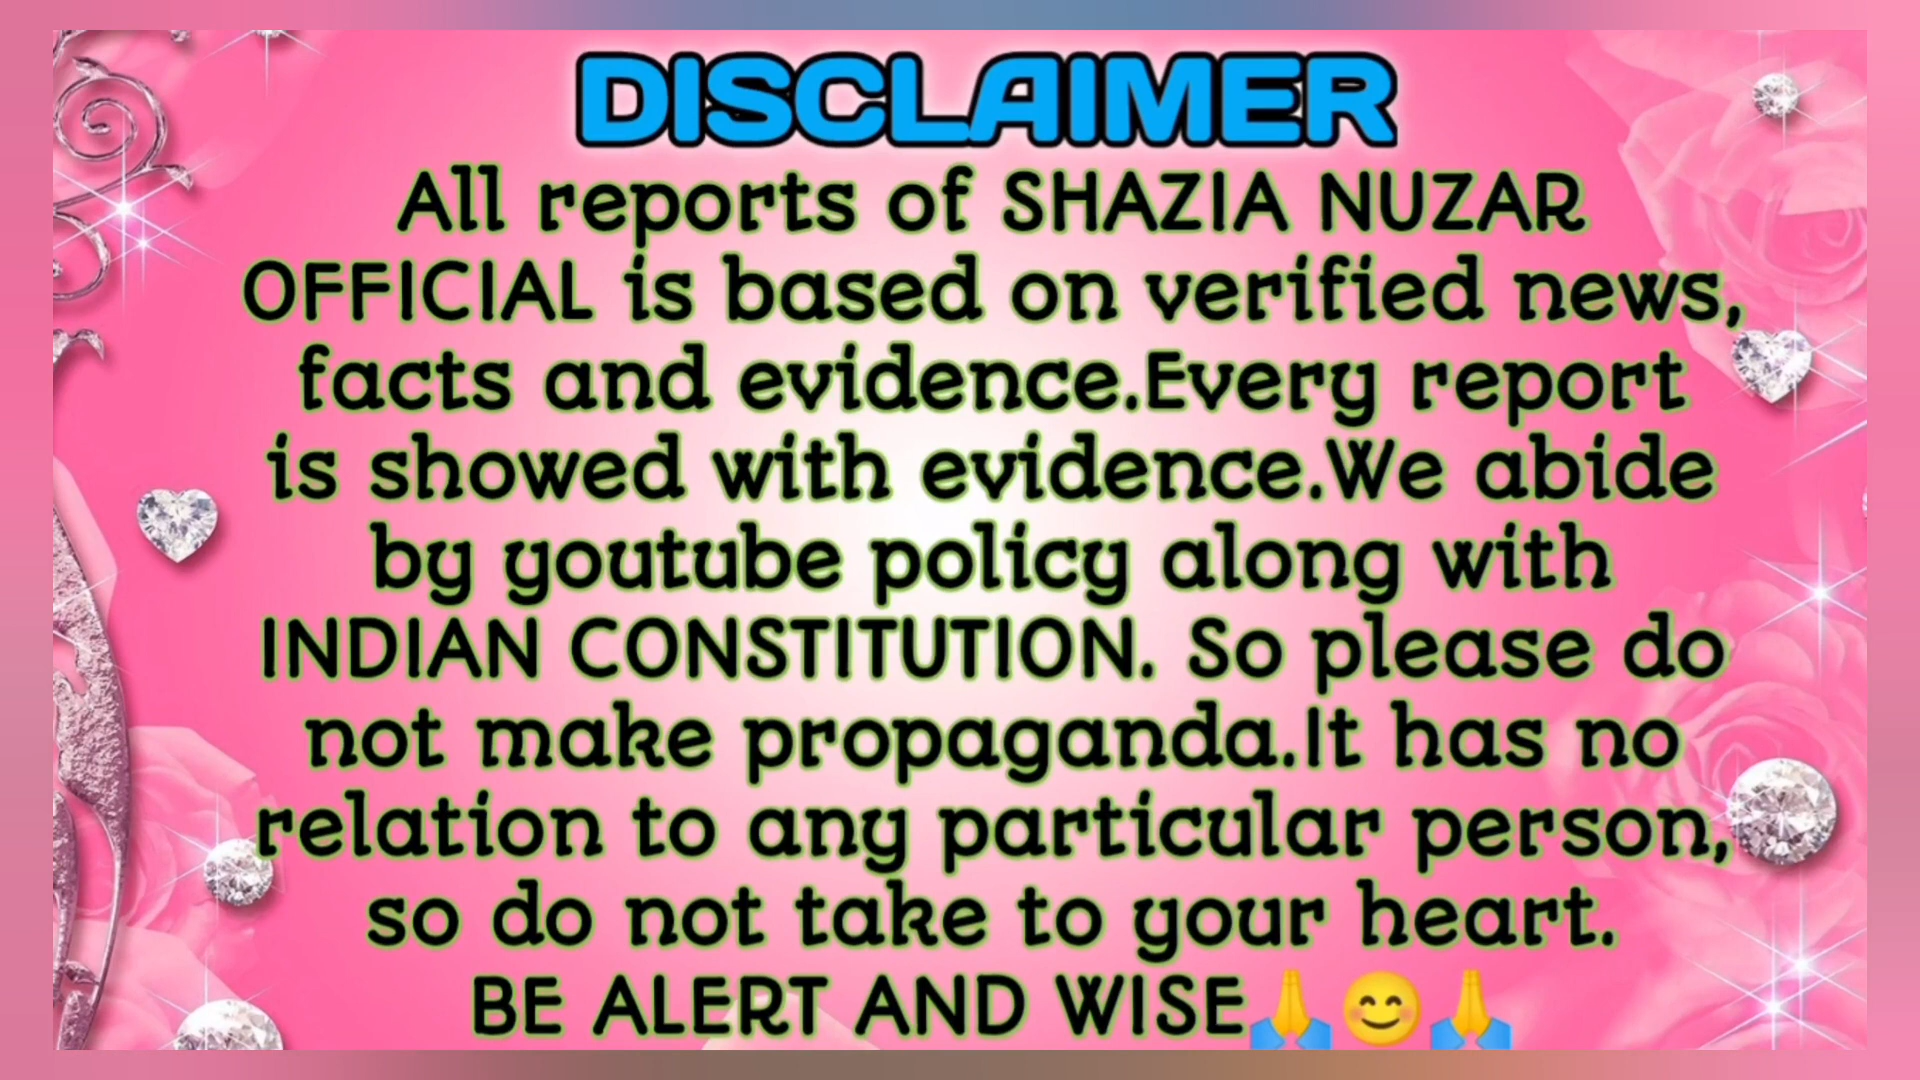 DISCLAIMER
All reports of SHAZIA NUZAR
OFFICIAL is based on verified news,
facts and evidence.Every report
is showed with evidence.We abide
by youtube policy along with
INDIAN CONSTITUTION. So please do
not make propaganda.It has no
relation to any particular person,
so do not take to your heart.
BE ALERT AND WISE🙏😊🙏